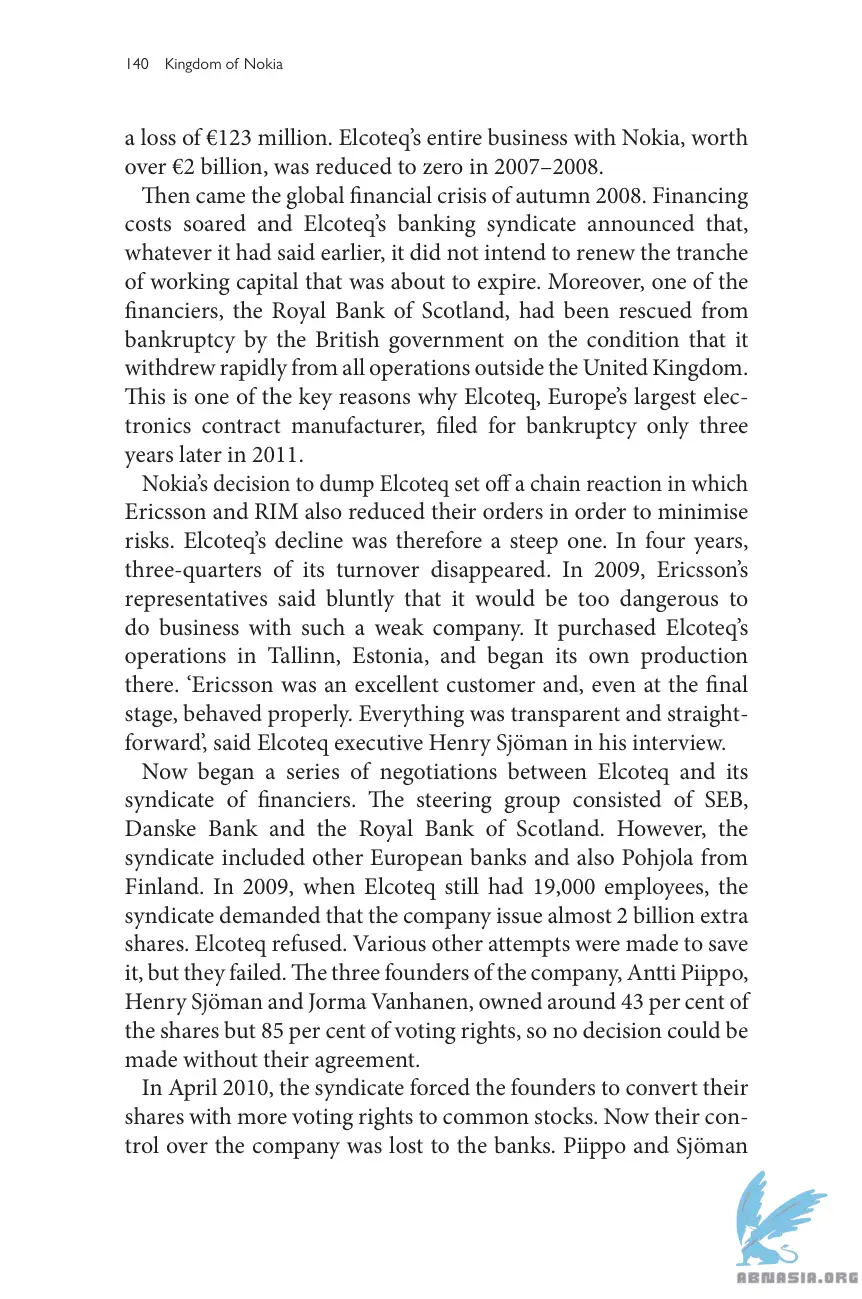 140 Kingdom of Nokia
a loss of €123 million. Elcoteq’s entire business with Nokia, worth
over €2 billion, was reduced to zero in 2007–2008.
Then came the global financial crisis of autumn 2008. Financing
costs soared and Elcoteq’s banking syndicate announced that,
whatever it had said earlier, it did not intend to renew the tranche
of working capital that was about to expire. Moreover, one of the
financiers, the Royal Bank of Scotland, had been rescued from
bankruptcy by the British government on the condition that it
withdrew rapidly from all operations outside the United Kingdom.
This is one of the key reasons why Elcoteq, Europe’s largest elec-
tronics contract manufacturer, filed for bankruptcy only three
years later in 2011.
Nokia’s decision to dump Elcoteq set off a chain reaction in which
Ericsson and RIM also reduced their orders in order to minimise
risks. Elcoteq’s decline was therefore a steep one. In four years,
three-quarters of its turnover disappeared. In 2009, Ericsson’s
representatives said bluntly that it would be too dangerous to
do business with such a weak company. It purchased Elcoteq’s
operations in Tallinn, Estonia, and began its own production
there. ‘Ericsson was an excellent customer and, even at the final
stage, behaved properly. Everything was transparent and straight-
forward’, said Elcoteq executive Henry Sjöman in his interview.
Now began a series of negotiations between Elcoteq and its
syndicate of financiers. The steering group consisted of SEB,
Danske Bank and the Royal Bank of Scotland. However, the
syndicate included other European banks and also Pohjola from
Finland. In 2009, when Elcoteq still had 19,000 employees, the
syndicate demanded that the company issue almost 2 billion extra
shares. Elcoteq refused. Various other attempts were made to save
it, but they failed. The three founders of the company, Antti Piippo,
Henry Sjöman and Jorma Vanhanen, owned around 43 per cent of
the shares but 85 per cent of voting rights, so no decision could be
made without their agreement.
In April 2010, the syndicate forced the founders to convert their
shares with more voting rights to common stocks. Now their con-
trol over the company was lost to the banks. Piippo and Sjöman
ABNASIA.ORG